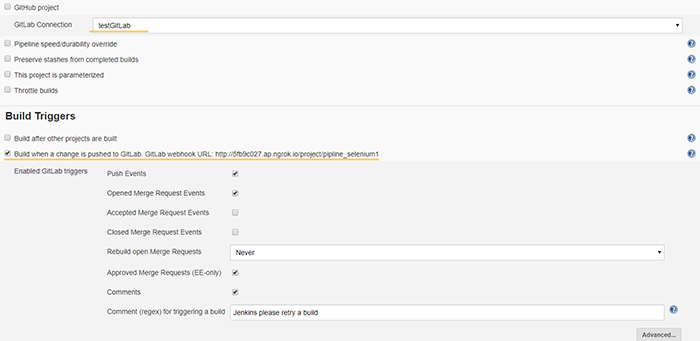 GitHub project
GitLab Connection testGitLab
Pipeline speed/durability override
Preserve stashes from completed builds
This project is parameterized
Throttle builds
Build Triggers
Build after other projects are built
Build when a change is pushed to GitLab. GitLab webhook URL: http://5fb9c027.ap.ngrok.io/project/pipline_selenium1
Enabled GitLab triggers Push Events
Opened Merge Request Events
Accepted Merge Request Events
Closed Merge Request Events
Rebuild open Merge Requests Never
Approved Merge Requests (EE-only)
Comments
Comment (regex) for triggering a build Jenkins please retry a build
Advanced...